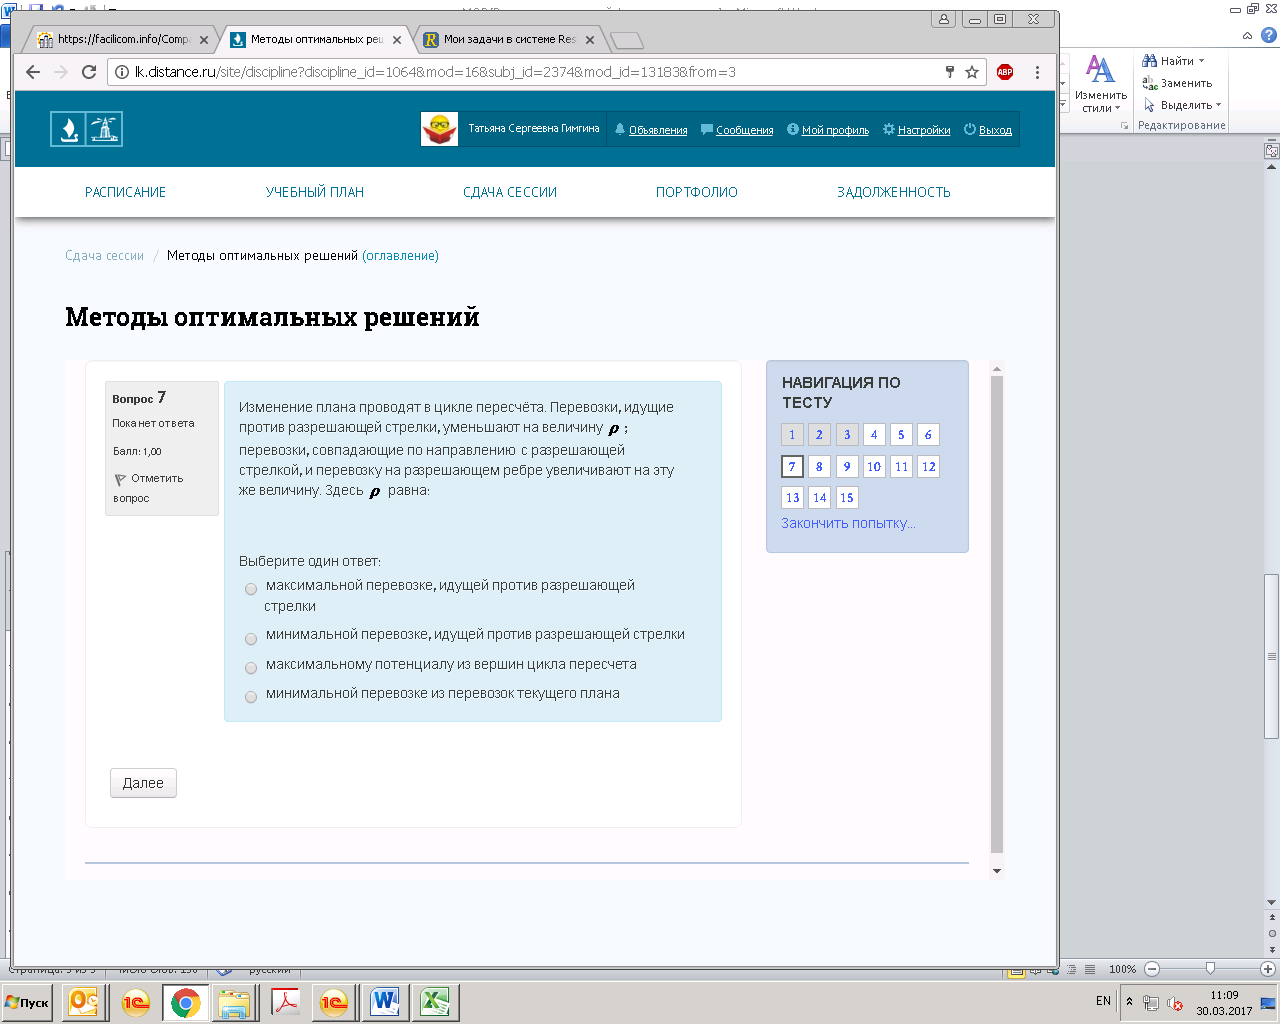 https://facilicom.info/Compa
Методы оптимальных реш
Мои задачи в системе Res
lk.distance.ru/site/discipline?discipline_id=1064&mod=16&subj_id=2374&mod_id=13183&from=3
ABP
Найти
Заменить
Выделить
Изменить
стили
Редактирование
Татьяна Сергеевна Гимгина
Объявления
Сообщения
Мой профиль
Настройки
Выход
РАСПИСАНИЕ
УЧЕБНЫЙ ПЛАН
СДАЧА СЕССИИ
ПОРТФОЛИО
ЗАДОЛЖЕННОСТЬ
Сдача сессии / Методы оптимальных решений (оглавление)
Методы оптимальных решений
Вопрос 7
Пока нет ответа
Балл: 1,00
Отметить
вопрос
Изменение плана проводят в цикле пересчёта. Перевозки, идущие
против разрешающей стрелки, уменьшают на величину ρ ;
перевозки, совпадающие по направлению с разрешающей
стрелкой, и перевозку на разрешающем ребре увеличивают на эту
же величину. Здесь ρ равна:
Выберите один ответ:
максимальной перевозке, идущей против разрешающей
стрелки
минимальной перевозке, идущей против разрешающей стрелки
максимальному потенциалу из вершин цикла пересчета
минимальной перевозке из перевозок текущего плана
Далее
НАВИГАЦИЯ ПО
ТЕСТУ
1 2 3 4 5 6
7 8 9 10 11 12
13 14 15
Закончить попытку...
100%
Пуск
EN
11:09
30.03.2017